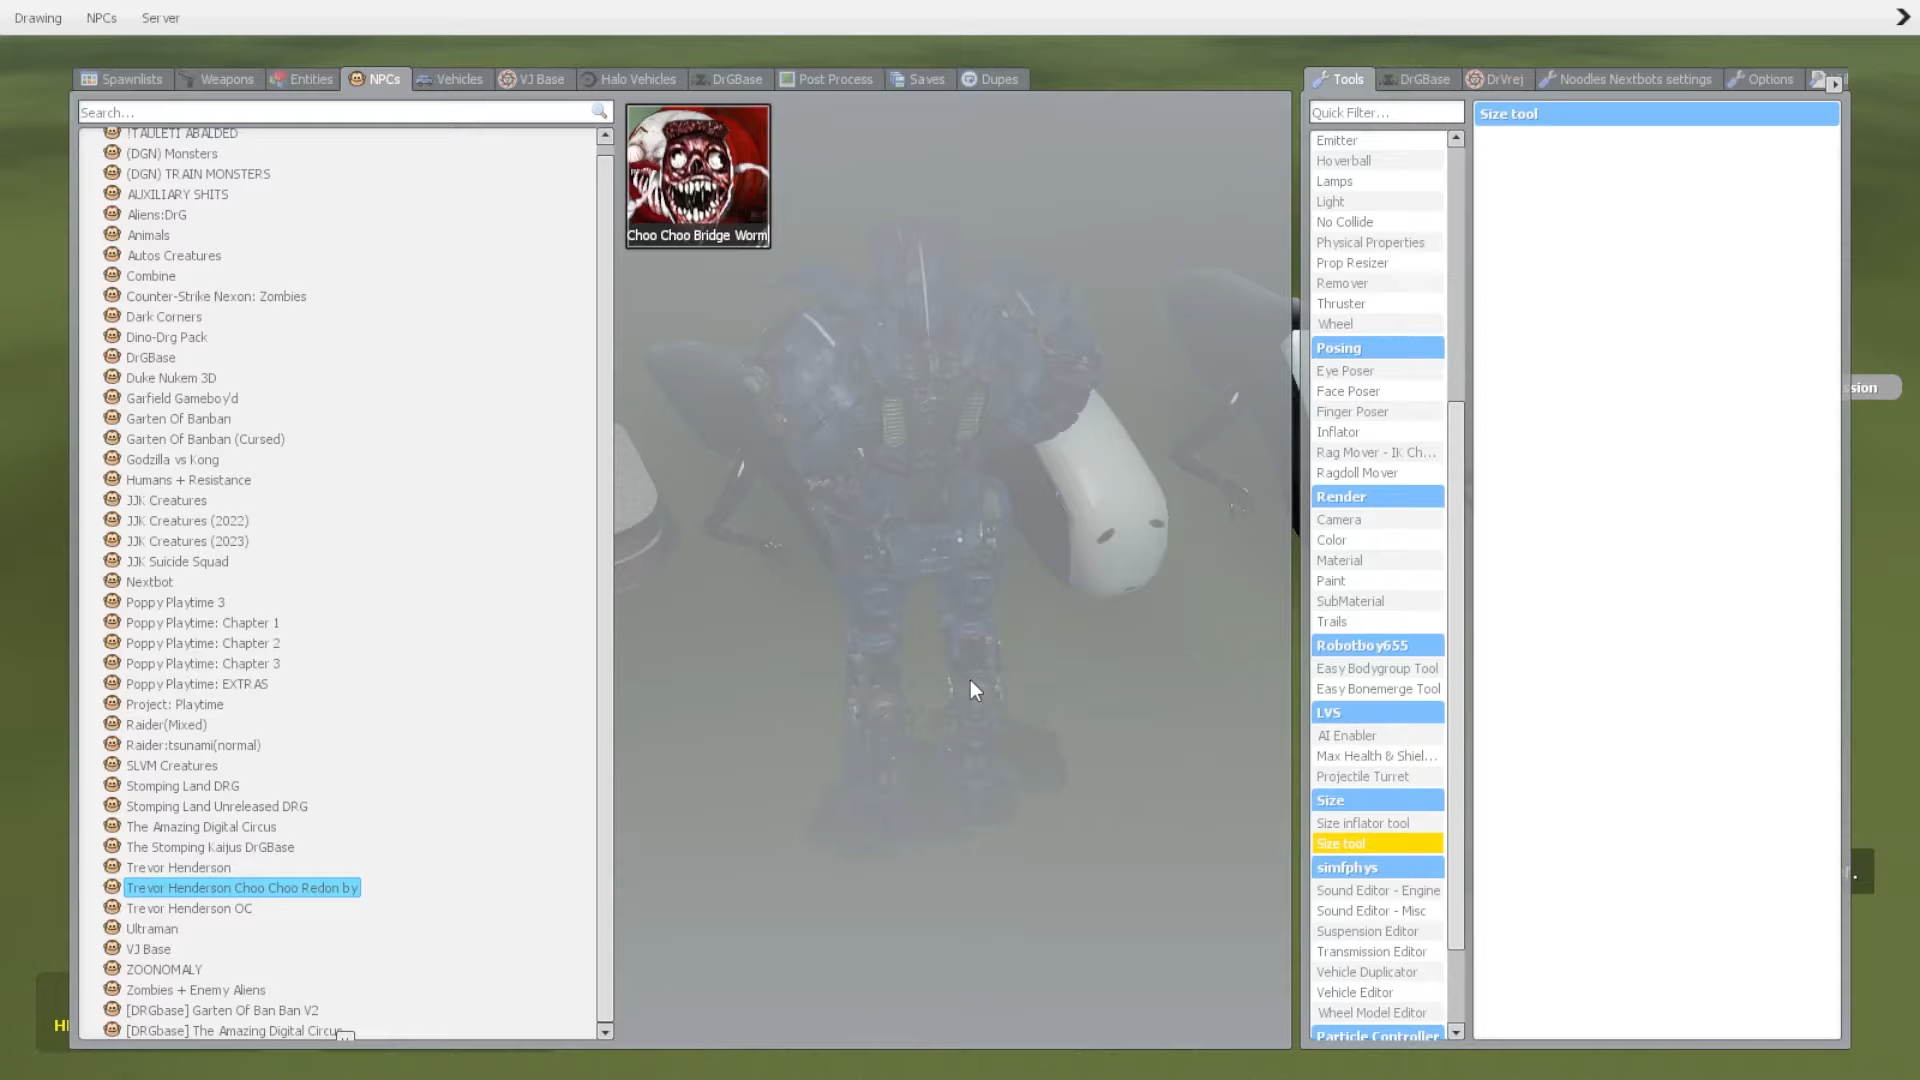 Drawing NPCs Server
Spawnlists Weapons Entities NPCs Vehicles VJ Base Halo Vehicles DrGBase Post Process Saves Dupes
Search...
!TAULETI ABALDED
(DGN) Monsters
(DGN) TRAIN MONSTERS
AUXILIARY SHITS
Aliens:DrG
Animals
Autos Creatures
Combine
Counter-Strike Nexon: Zombies
Dark Corners
Dino-Drg Pack
DrGBase
Duke Nukem 3D
Garfield Gameboy'd
Garten Of Banban
Garten Of Banban (Cursed)
Godzilla vs Kong
Humans + Resistance
JJK Creatures
JJK Creatures (2022)
JJK Creatures (2023)
JJK Suicide Squad
Nextbot
Poppy Playtime 3
Poppy Playtime: Chapter 1
Poppy Playtime: Chapter 2
Poppy Playtime: Chapter 3
Poppy Playtime: EXTRAS
Project: Playtime
Raider(Mixed)
Raider:tsunami(normal)
SLVM Creatures
Stomping Land DRG
Stomping Land Unreleased DRG
The Amazing Digital Circus
The Stomping Kaijus DrGBase
Trevor Henderson
Trevor Henderson Choo Choo Redon by
Trevor Henderson OC
Ultraman
VJ Base
ZOONOMALY
Zombies + Enemy Aliens
[DRGbase] Garten Of Ban Ban V2
[DRGbase] The Amazing Digital Circus
Choo Choo Bridge Worm
Tools DrGBase DrVrej Noodles Nextbots settings Options
Quick Filter...
Emitter
Hoverball
Lamps
Light
No Collide
Physical Properties
Prop Resizer
Remover
Thruster
Wheel
Posing
Eye Poser
Face Poser
Finger Poser
Inflator
Rag Mover - IK Ch...
Ragdoll Mover
Render
Camera
Color
Material
Paint
SubMaterial
Trails
Robotboy655
Easy Bodygroup Tool
Easy Bonemerge Tool
LVS
AI Enabler
Max Health & Shiel...
Projectile Turret
Size
Size inflator tool
Size tool
simfphys
Sound Editor - Engine
Sound Editor - Misc
Suspension Editor
Transmission Editor
Vehicle Duplicator
Vehicle Editor
Wheel Model Editor
Particle Controller
Size tool
ssion